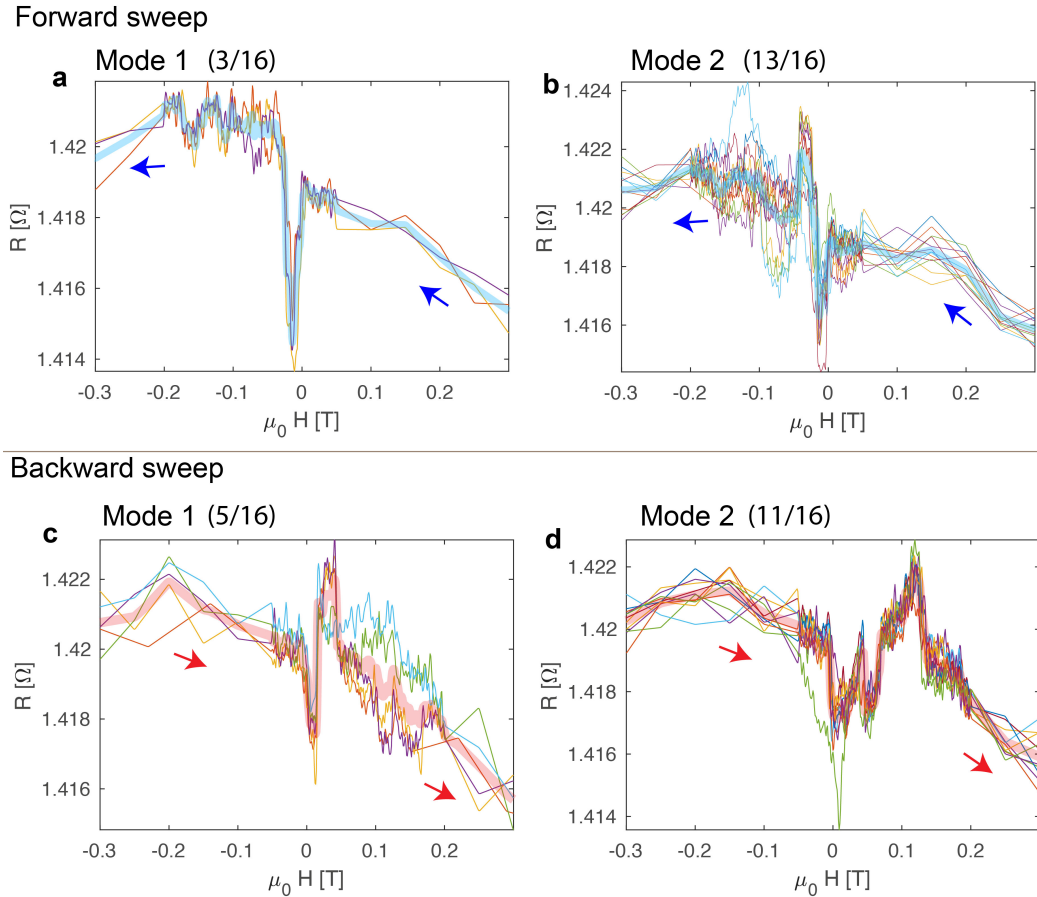 Forward sweep
Mode 1 (3/16)
Mode 2 (13/16)
a
b
1.42
1.418
1.416
1.414
R [Ω]
-0.3 -0.2 -0.1 0 0.1 0.2
μ0 H [T]
1.424
1.422
1.42
1.418
1.416
R [Ω]
-0.3 -0.2 -0.1 0 0.1 0.2
μ0 H [T]
Backward sweep
Mode 1 (5/16)
Mode 2 (11/16)
c
d
1.422
1.42
1.418
1.416
R [Ω]
-0.3 -0.2 -0.1 0 0.1 0.2
μ0 H [T]
1.422
1.42
1.418
1.416
1.414
R [Ω]
-0.3 -0.2 -0.1 0 0.1 0.2
μ0 H [T]